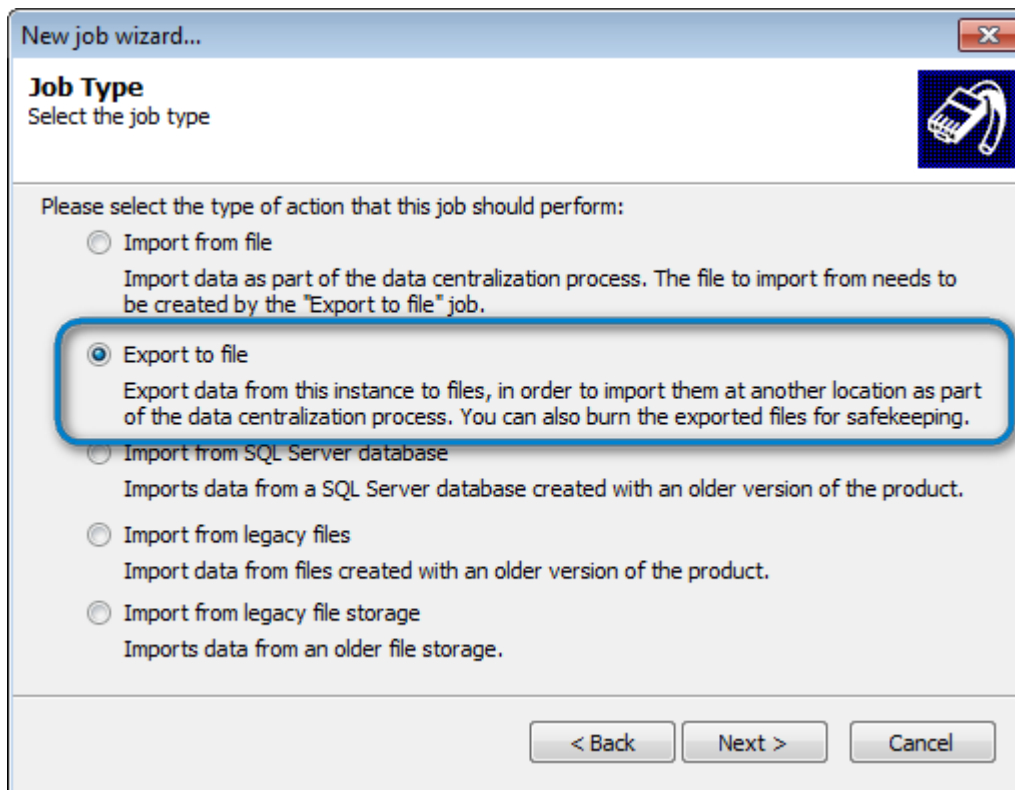 New job wizard...
Job Type
Select the job type
Please select the type of action that this job should perform:
Import from file
Import data as part of the data centralization process. The file to import from needs to
be created by the "Export to file" job.
Export to file
Export data from this instance to files, in order to import them at another location as part
of the data centralization process. You can also burn the exported files for safekeeping.
Import from SQL Server database
Imports data from a SQL Server database created with an older version of the product.
Import from legacy files
Import data from files created with an older version of the product.
Import from legacy file storage
Imports data from an older file storage.
< Back Next > Cancel